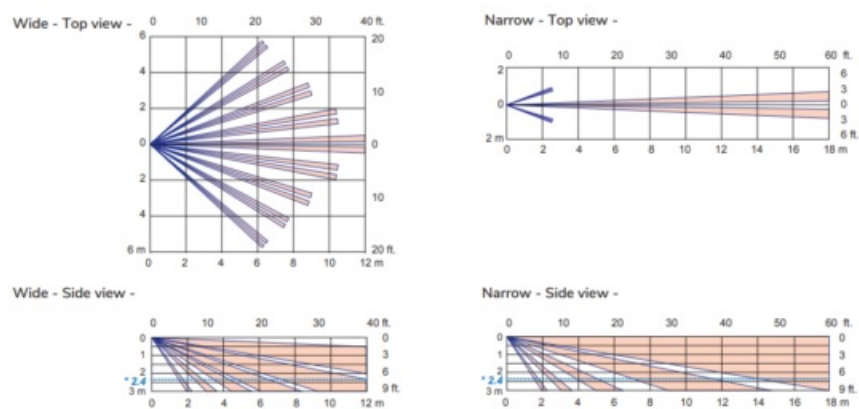 Wide - Top view -
0 10 20 30 40 ft.
6 20
4
2 10
0 0
2
4 10
6 m 20 ft.
0 2 4 6 8 10 12 m
Narrow - Top view -
0 10 20 30 40 50 60 ft.
2 6
3
0 0
3
2 m 6 ft.
0 2 4 6 8 10 12 14 16 18 m
Wide - Side view -
0 10 20 30 40 ft.
0 0
1 3
2 6
* 2.4
3 m 9 ft.
0 2 4 6 8 10 12 m
Narrow - Side view -
0 10 20 30 40 50 60 ft.
0 0
1 3
2 6
* 2.4
3 m 9 ft.
0 2 4 6 8 10 12 14 16 18 m